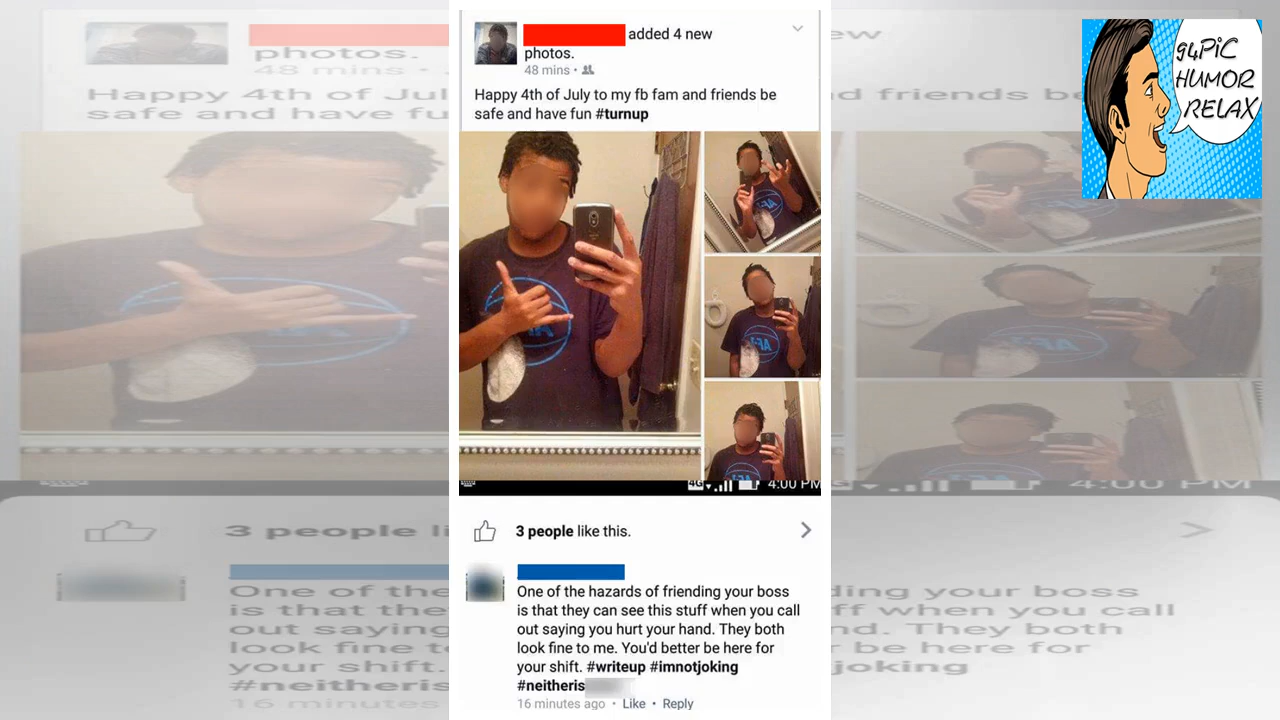 added 4 new
photos.
48 mins •
Happy 4th of July to my fb fam and friends be
safe and have fun #turnup
4G 4:00 PM
3 people like this.
One of the hazards of friending your boss
is that they can see this stuff when you call
out saying you hurt your hand. They both
look fine to me. You'd better be here for
your shift. #writeup #imnotjoking
#neitheris
16 minutes ago • Like • Reply
94PiC
HUMOR
RELAX